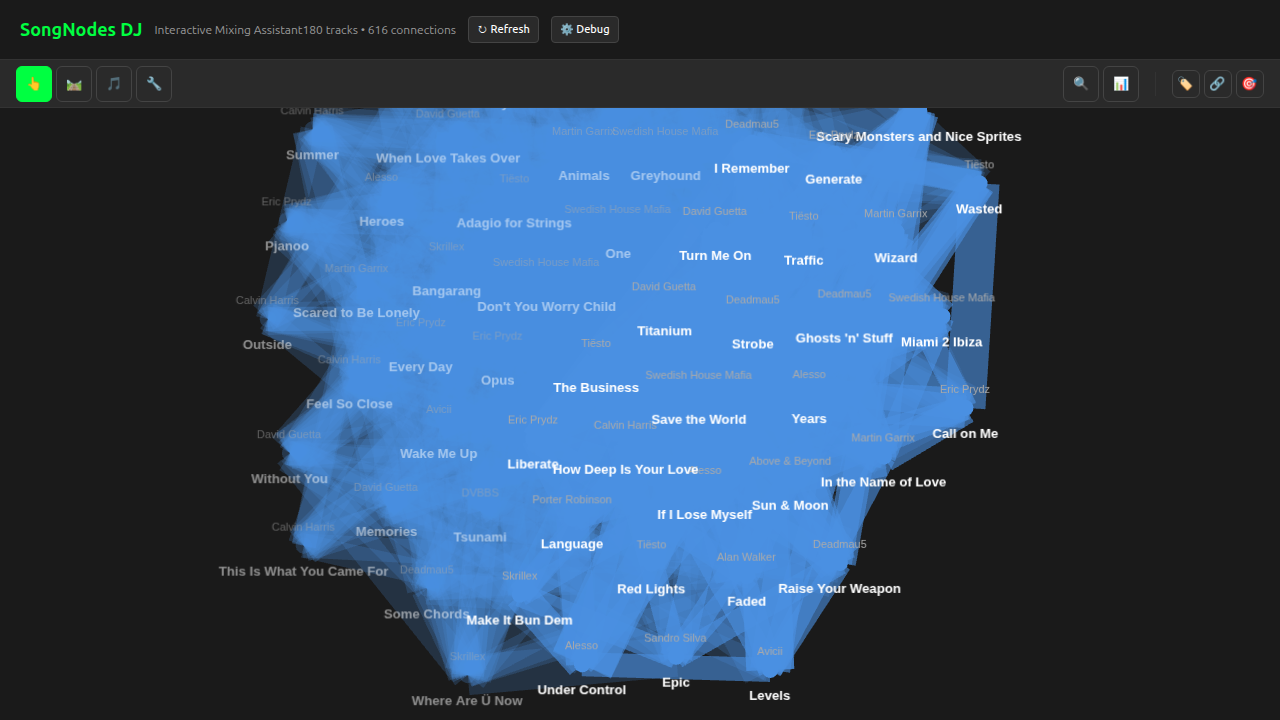 SongNodes DJ
Interactive Mixing Assistant180 tracks • 616 connections
↻ Refresh
⚙️ Debug
Calvin Harris
David Guetta
Martin Garrix
Swedish House Mafia
Deadmau5
Eric Prydz
Scary Monsters and Nice Sprites
Summer
When Love Takes Over
Tiësto
I Remember
Alesso
Tiësto
Animals
Greyhound
Generate
Eric Prydz
Swedish House Mafia
David Guetta
Tiësto
Martin Garrix
Wasted
Heroes
Adagio for Strings
Pjanoo
Skrillex
Swedish House Mafia
One
Turn Me On
Traffic
Wizard
Martin Garrix
Calvin Harris
Bangarang
David Guetta
Deadmau5
Deadmau5
Swedish House Mafia
Scared to Be Lonely
Don't You Worry Child
Eric Prydz
Eric Prydz
Titanium
Outside
Tiësto
Strobe
Ghosts 'n' Stuff
Miami 2 Ibiza
Calvin Harris
Every Day
Opus
The Business
Swedish House Mafia
Alesso
Eric Prydz
Feel So Close
Avicii
Eric Prydz
Calvin Harris
Save the World
Years
David Guetta
Martin Garrix
Call on Me
Wake Me Up
Liberate
How Deep Is Your Love
Alesso
Above & Beyond
Without You
David Guetta
DVBBS
Porter Robinson
In the Name of Love
Calvin Harris
Memories
Tsunami
Language
If I Lose Myself
Sun & Moon
Tiësto
Alan Walker
Deadmau5
This Is What You Came For
Deadmau5
Skrillex
Red Lights
Faded
Raise Your Weapon
Some Chords
Make It Bun Dem
Skrillex
Alesso
Sandro Silva
Avicii
Where Are Ü Now
Under Control
Epic
Levels